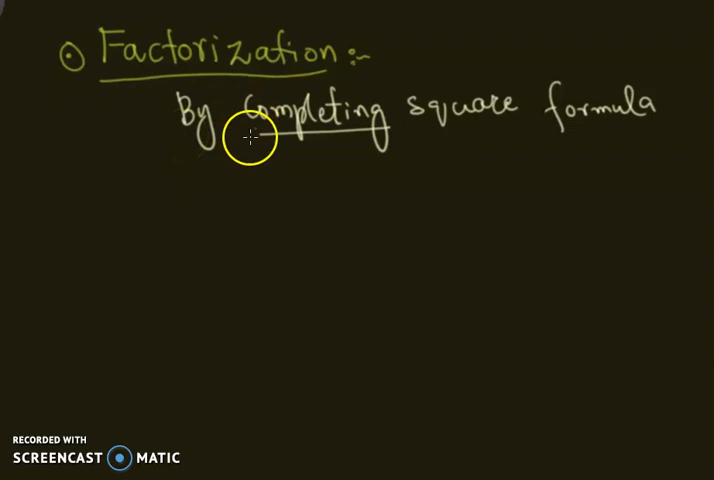 Factorization :-
By completing square formula
RECORDED WITH
SCREENCAST MATIC